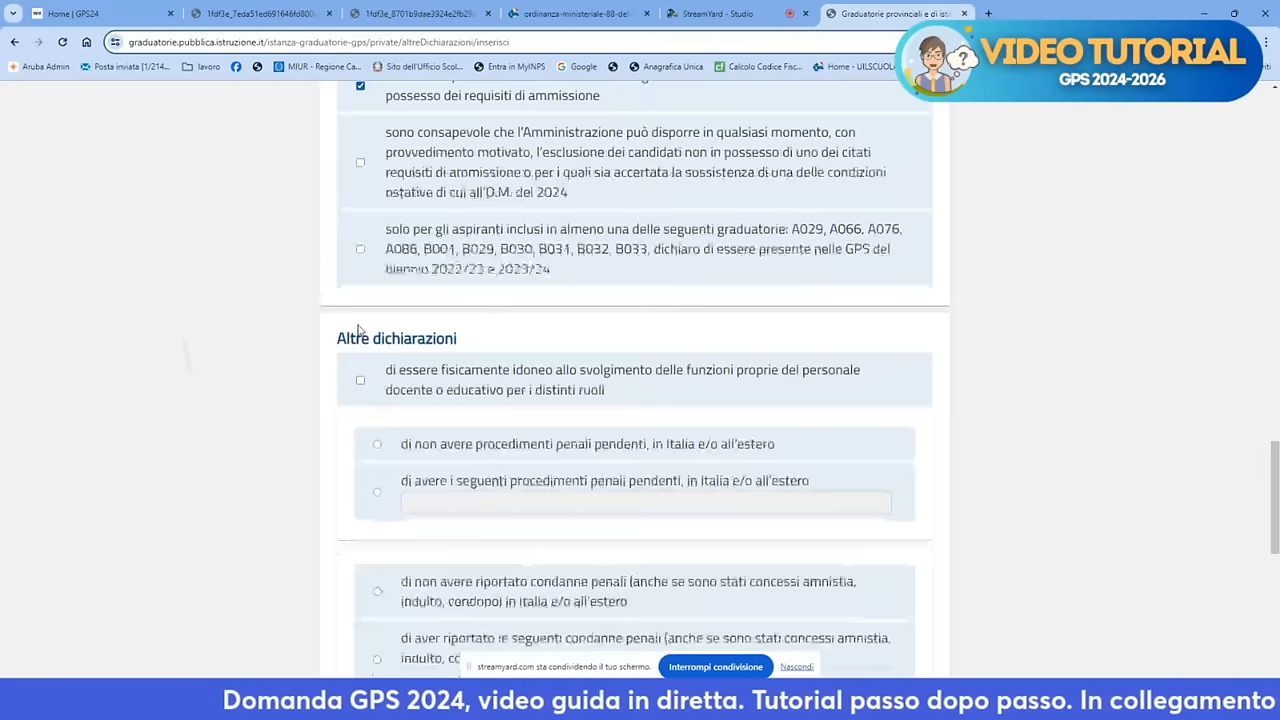 Home | GPS24
1fdf3_7eda51ed691646fd800
1fdf3_8701b9dae3924e2fb29
ordinanza-ministeriale-88-del
StreamYard - Studio
Graduatorie provinciali e di isti
graduatorie.pubblica.istruzione.it/istanza-graduatorie-gps/private/altreDichiarazioni/inserisci
Aruba Admin
Posta inviata [1/214...
lavoro
MIUR - Regione Ca...
Sito dell'Ufficio Scol...
Entra in MyINPS
Google
Anagrafica Unica
Calcolo Codice Fisc...
Home - UILSCUOL
VIDEO TUTORIAL
GPS 2024-2026
possesso dei requisiti di ammissione
sono consapevole che l'Amministrazione può disporre in qualsiasi momento, con
provvedimento motivato, l'esclusione dei candidati non in possesso di uno dei citati
requisiti di ammissione o per i quali sia accertata la sussistenza di una delle condizioni
ostative di cui all'O.M. del 2024
solo per gli aspiranti inclusi in almeno una delle seguenti graduatorie: A029, A066, A076,
A086, B001, B029, B030, B031, B032, B033, dichiaro di essere presente nelle GPS del
biennio 2022/23 e 2023/24
Altre dichiarazioni
di essere fisicamente idoneo allo svolgimento delle funzioni proprie del personale
docente o educativo per i distinti ruoli
di non avere procedimenti penali pendenti, in Italia e/o all'estero
di avere i seguenti procedimenti penali pendenti, in Italia e/o all'estero
di non avere riportato condanne penali (anche se sono stati concessi amnistia,
indulto, condono) in Italia e/o all'estero
di aver riportato le seguenti condanne penali (anche se sono stati concessi amnistia,
indulto,
streamyard.com sta condividendo il tuo schermo.
Interrompi condivisione
Nascondi
Domanda GPS 2024, video guida in diretta. Tutorial passo dopo passo. In collegamento